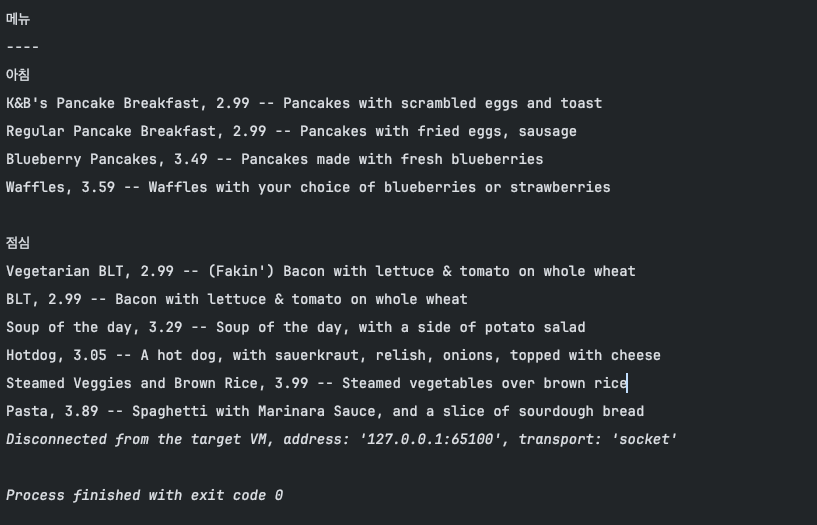 메뉴
----
아침
K&B's Pancake Breakfast, 2.99 -- Pancakes with scrambled eggs and toast
Regular Pancake Breakfast, 2.99 -- Pancakes with fried eggs, sausage
Blueberry Pancakes, 3.49 -- Pancakes made with fresh blueberries
Waffles, 3.59 -- Waffles with your choice of blueberries or strawberries
점심
Vegetarian BLT, 2.99 -- (Fakin') Bacon with lettuce & tomato on whole wheat
BLT, 2.99 -- Bacon with lettuce & tomato on whole wheat
Soup of the day, 3.29 -- Soup of the day, with a side of potato salad
Hotdog, 3.05 -- A hot dog, with sauerkraut, relish, onions, topped with cheese
Steamed Veggies and Brown Rice, 3.99 -- Steamed vegetables over brown rice
Pasta, 3.89 -- Spaghetti with Marinara Sauce, and a slice of sourdough bread
Disconnected from the target VM, address: '127.0.0.1:65100', transport: 'socket'
Process finished with exit code 0